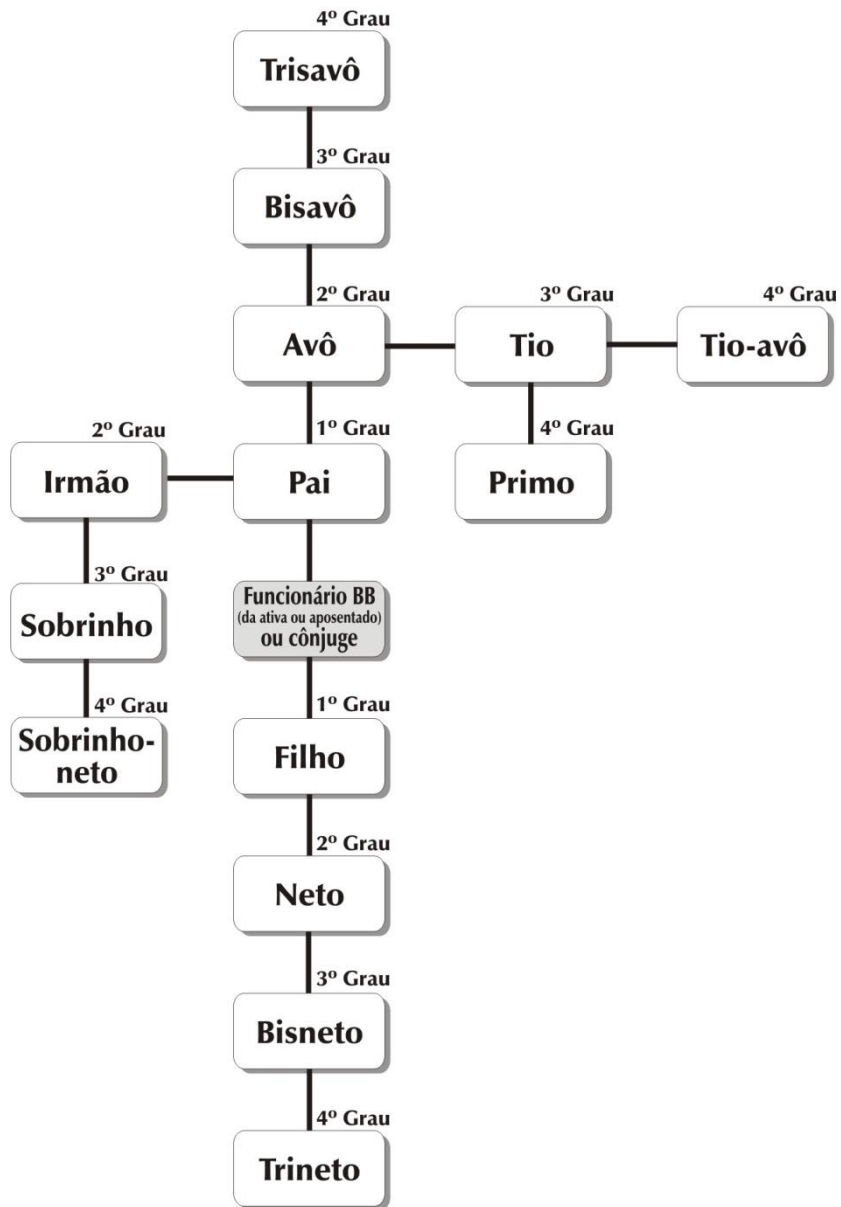 4º Grau
Trisavô
3º Grau
Bisavô
2º Grau
Avô
3º Grau
Tio
4º Grau
Tio-avô
1º Grau
Pai
2º Grau
Irmão
4º Grau
Primo
3º Grau
Sobrinho
4º Grau
Sobrinho-
neto
Funcionário BB
(da ativa ou aposentado)
ou cônjuge
1º Grau
Filho
2º Grau
Neto
3º Grau
Bisneto
4º Grau
Trineto